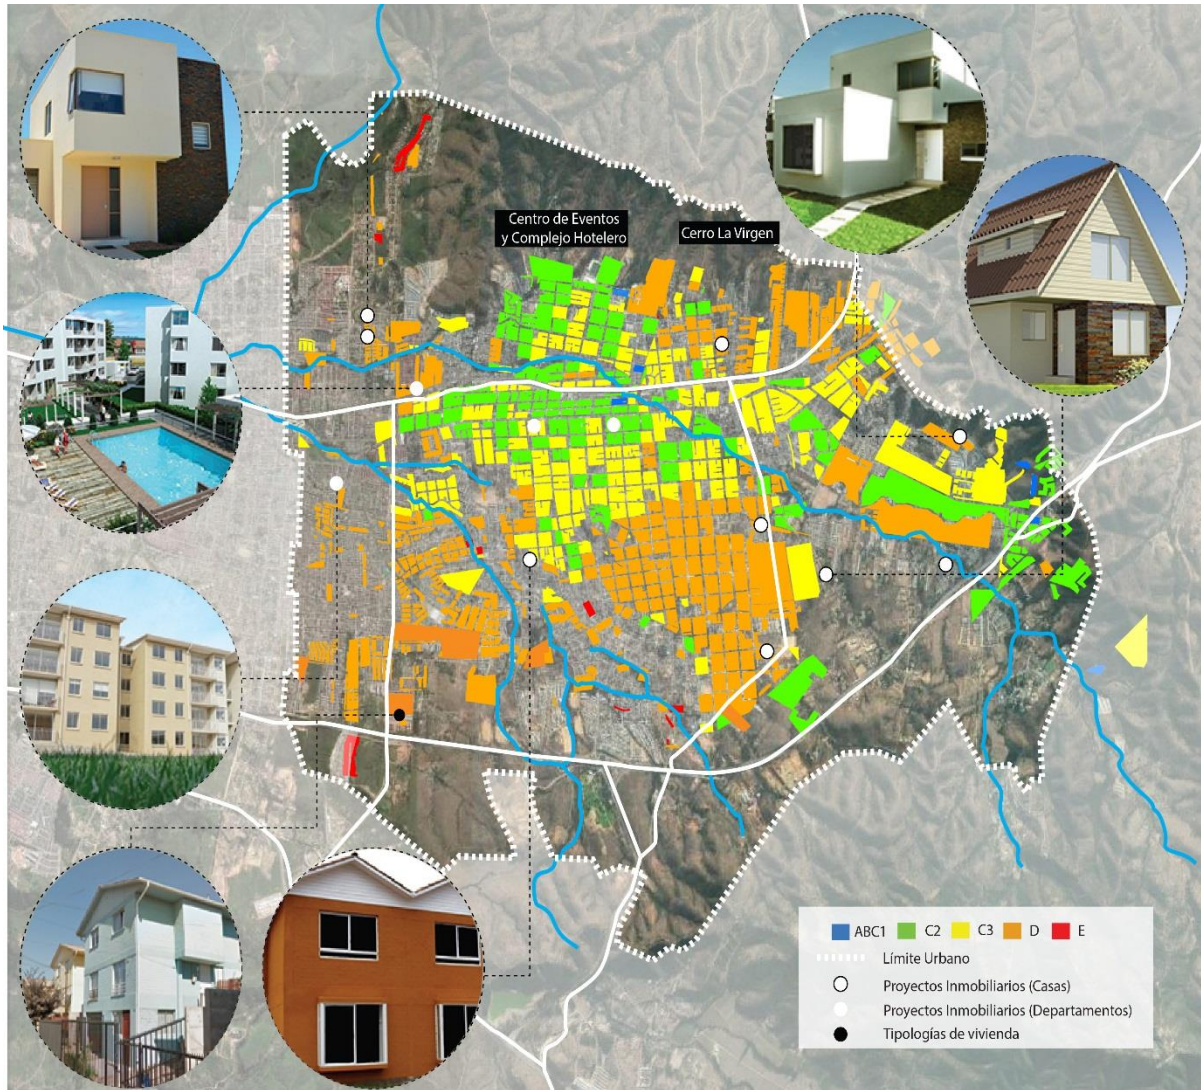 Centro de Eventos
y Complejo Hotelero
Cerro La Virgen
ABC1 C2 C3 D E
Límite Urbano
Proyectos Inmobiliarios (Casas)
Proyectos Inmobiliarios (Departamentos)
Tipologías de vivienda